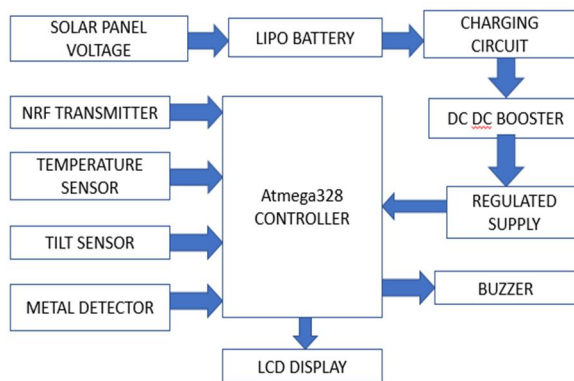 SOLAR PANEL
VOLTAGE
LIPO BATTERY
CHARGING
CIRCUIT
NRF TRANSMITTER
DC DC BOOSTER
TEMPERATURE
SENSOR
Atmega328
CONTROLLER
REGULATED
SUPPLY
TILT SENSOR
METAL DETECTOR
BUZZER
LCD DISPLAY